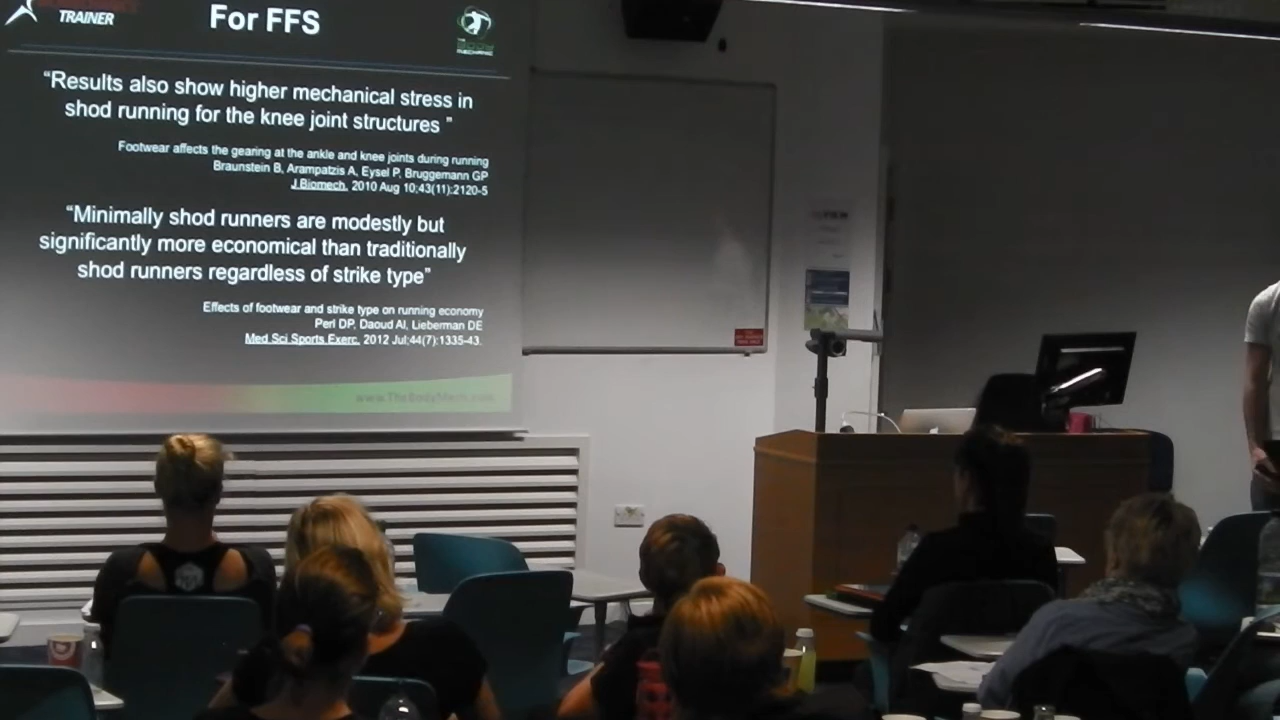 TRAINER
For FFS
“Results also show higher mechanical stress in
shod running for the knee joint structures ”
Footwear affects the gearing at the ankle and knee joints during running
Braunstein B, Arampatzis A, Eysel P, Bruggemann GP
J Biomech. 2010 Aug 10;43(11):2120-5
“Minimally shod runners are modestly but
significantly more economical than traditionally
shod runners regardless of strike type”
Effects of footwear and strike type on running economy
Perl DP, Daoud AI, Lieberman DE
Med Sci Sports Exerc. 2012 Jul;44(7):1335-43.